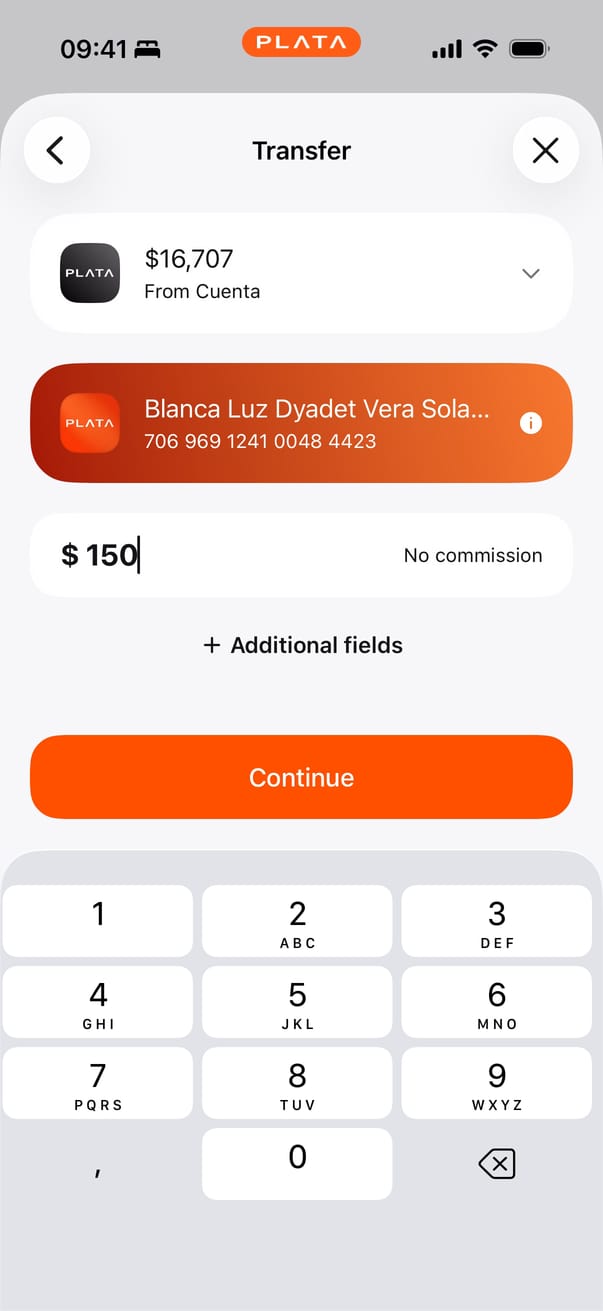 09:41
PLATA
Transfer
PLATA
$16,707
From Cuenta
PLATA
Blanca Luz Dyadet Vera Sola...
706 969 1241 0048 4423
$ 150
No commission
+ Additional fields
Continue
1
2
ABC
3
DEF
4
GHI
5
JKL
6
MNO
7
PQRS
8
TUV
9
WXYZ
,
0